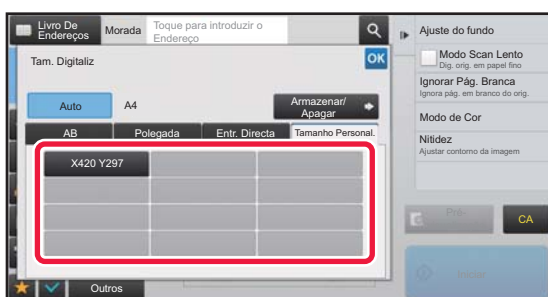 Livro De
Endereços
Morada
Toque para introduzir o
Endereço
Ajuste do fundo
Tam. Digitaliz
OK
Modo Scan Lento
Dig. orig. em papel fino
Ignorar Pág. Branca
Ignora pág. em branco do orig.
Auto
A4
Armazenar/
Apagar
Modo de Cor
AB
Polegada
Entr. Directa
Tamanho Personal.
Nitidez
Ajustar contorno da imagem
X420 Y297
Pré-
CA
Iniciar
Outros